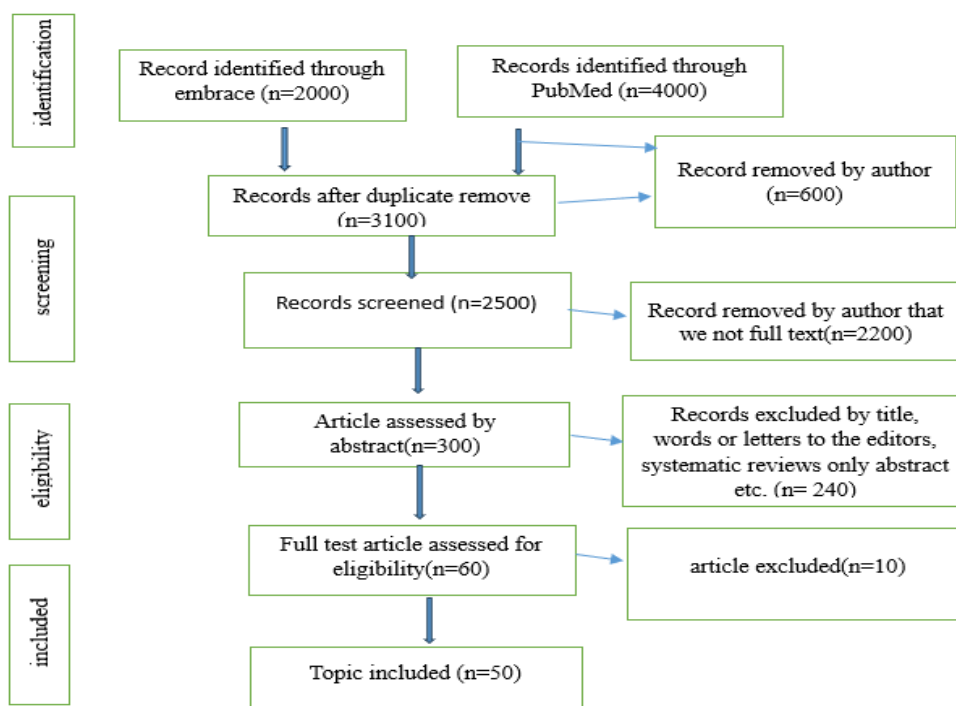 identification
Record identified through
embrace (n=2000)
Records identified through
PubMed (n=4000)
Records after duplicate remove
(n=3100)
Record removed by author
(n=600)
screening
Records screened (n=2500)
Record removed by author that
we not full text(n=2200)
eligibility
Article assessed by
abstract(n=300)
Records excluded by title,
words or letters to the editors,
systematic reviews only abstract
etc. (n= 240)
Full test article assessed for
eligibility(n=60)
article excluded(n=10)
included
Topic included (n=50)